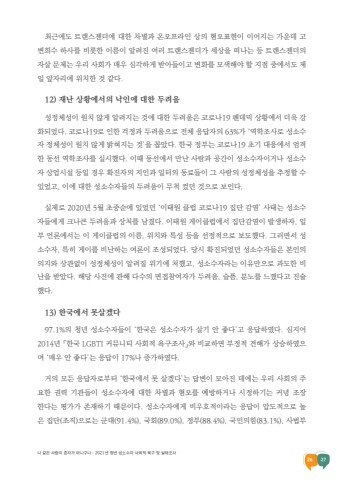 최근에도 트랜스젠더에 대한 차별과 온오프라인 상의 혐오표현이 이어지는 가운데 고
변희수 하사를 비롯한 이름이 알려진 여러 트랜스젠더가 세상을 떠나는 등 트랜스젠더의
자살 문제는 우리 사회가 매우 심각하게 받아들이고 변화를 모색해야 할 지점 중에서도 제
일 앞자리에 위치한 것 같다.
12) 재난 상황에서의 낙인에 대한 두려움
성정체성이 원치 않게 알려지는 것에 대한 두려움은 코로나19 팬데믹 상황에서 더욱 강
화되었다. 코로나19로 인한 걱정과 두려움으로 전체 응답자의 63%가 '역학조사로 성소수
자 정체성이 원치 않게 밝혀지는 것'을 꼽았다. 한국 정부는 코로나19 초기 대응에서 엄격
한 동선 역학조사를 실시했다. 이때 동선에서 만난 사람과 공간이 성소수자이거나 성소수
자 상업시설 등일 경우 확진자의 지인과 일터의 동료들이 그 사람의 성정체성을 추정할 수
있었고, 이에 대한 성소수자들의 두려움이 무척 컸던 것으로 보인다.
실제로 2020년 5월 초중순에 있었던 '이태원 클럽 코로나19 집단 감염' 사태는 성소수
자들에게 크나큰 두려움과 상처를 남겼다. 이태원 게이클럽에서 집단감염이 발생하자, 일
부 언론에서는 이 게이클럽의 이름, 위치와 특성 등을 선정적으로 보도했다. 그러면서 성
소수자, 특히 게이를 비난하는 여론이 조성되었다. 당시 확진되었던 성소수자들은 본인의
의지와 상관없이 성정체성이 알려질 위기에 처했고, 성소수자라는 이유만으로 과도한 비
난을 받았다. 해당 사건에 관해 다수의 면접참여자가 두려움, 슬픔, 분노를 느꼈다고 진술
했다.
13) 한국에서 못살겠다
97.1%의 청년 성소수자들이 '한국은 성소수자가 살기 안 좋다'고 응답하였다. 심지어
2014년 「한국 LGBTI 커뮤니티 사회적 욕구조사」와 비교하면 부정적 견해가 상승하였으
며 '매우 안 좋다'는 응답이 17%나 증가하였다.
거의 모든 응답자로부터 '한국에서 못 살겠다'는 답변이 모아진 데에는 우리 사회의 주
요한 권력 기관들이 성소수자에 대한 차별과 혐오를 예방하거나 시정하기는 커녕 조장
한다는 평가가 존재하기 때문이다. 성소수자에게 비우호적이라는 응답이 압도적으로 높
은 집단(조직)으로는 군대(91.4%), 국회(89.0%), 정부(88.4%), 국민의힘(83.1%), 사법부
26 27